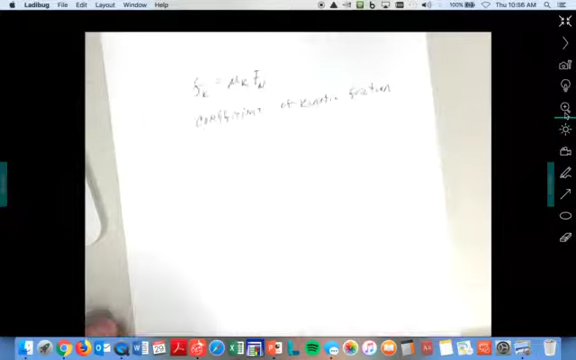 Ladibug File Edit Layout Window Help 100% Thu 10:56 AM
fK = μK FN
coefficient of kinetic friction